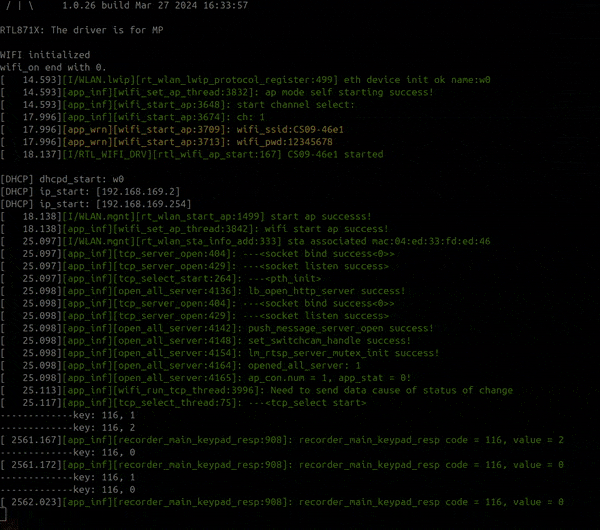 / | \     1.0.26 build Mar 27 2024 16:33:57
RTL871X: The driver is for MP
WIFI initialized
wifi_on end with 0.
[   14.593][I/WLAN.lwip][rt_wlan_lwip_protocol_register:499] eth device init ok name:w0
[   14.593][app_inf][wifi_set_ap_thread:3832]: ap mode self starting success!
[   14.593][app_inf][wifi_start_ap:3648]: start channel select:
[   17.996][app_inf][wifi_start_ap:3674]: ch: 1
[   17.996][app_wrn][wifi_start_ap:3709]: wifi_ssid:CS09-46e1
[   17.996][app_wrn][wifi_start_ap:3713]: wifi_pwd:12345678
[   18.137][I/RTL_WIFI_DRV][rtl_wifi_ap_start:167] CS09-46e1 started
[DHCP] dhcpd_start: w0
[DHCP] ip_start: [192.168.169.2]
[DHCP] ip_start: [192.168.169.254]
[   18.138][I/WLAN.mgnt][rt_wlan_start_ap:1499] start ap successs!
[   18.138][app_inf][wifi_set_ap_thread:3842]: wifi start ap success!
[   25.097][I/WLAN.mgnt][rt_wlan_sta_info_add:333] sta associated mac:04:ed:33:fd:ed:46
[   25.097][app_inf][tcp_server_open:404]: ---<socket bind success<0>>
[   25.097][app_inf][tcp_server_open:429]: ---<socket listen success>
[   25.097][app_inf][tcp_select_start:264]: ---<pth_init>
[   25.098][app_inf][open_all_server:4136]: lb_open_http_server success!
[   25.098][app_inf][tcp_server_open:404]: ---<socket bind success<0>>
[   25.098][app_inf][tcp_server_open:429]: ---<socket listen success>
[   25.098][app_inf][open_all_server:4142]: push_message_server_open success!
[   25.098][app_inf][open_all_server:4148]: set_switchcam_handle success!
[   25.098][app_inf][open_all_server:4154]: lm_rtsp_server_mutex_init success!
[   25.098][app_inf][open_all_server:4164]: opened_all_server: 1
[   25.098][app_inf][open_all_server:4165]: ap_con.num = 1, app_stat = 8!
[   25.113][app_inf][wifi_run_tcp_thread:3996]: Need to send data cause of status of change
[   25.117][app_inf][tcp_select_thread:75]: ---<tcp_select start>
-------------key: 116, 1
-------------key: 116, 2
[ 2561.167][app_inf][recorder_main_keypad_resp:908]: recorder_main_keypad_resp code = 116, value = 2
-------------key: 116, 0
[ 2561.172][app_inf][recorder_main_keypad_resp:908]: recorder_main_keypad_resp code = 116, value = 0
-------------key: 116, 1
-------------key: 116, 0
[ 2562.023][app_inf][recorder_main_keypad_resp:908]: recorder_main_keypad_resp code = 116, value = 0